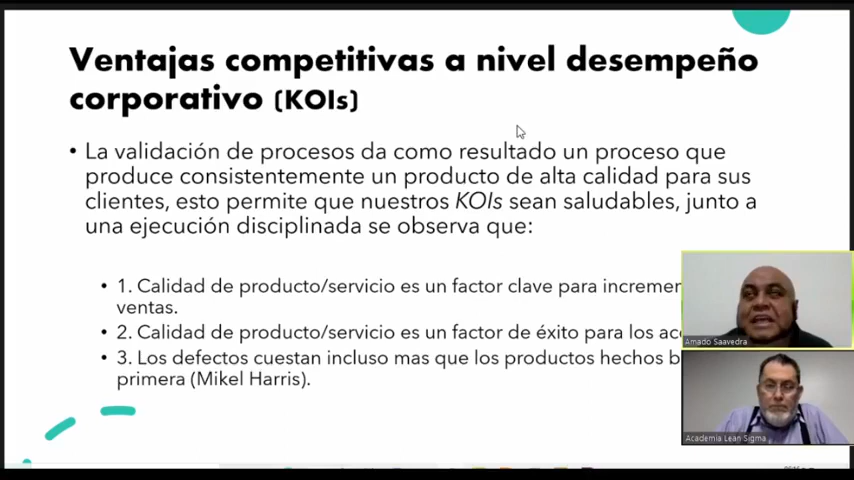 Ventajas competitivas a nivel desempeño
corporativo (KOIs)
• La validación de procesos da como resultado un proceso que
produce consistentemente un producto de alta calidad para sus
clientes, esto permite que nuestros KOIs sean saludables, junto a
una ejecución disciplinada se observa que:
• 1. Calidad de producto/servicio es un factor clave para incremen
ventas.
• 2. Calidad de producto/servicio es un factor de éxito para los
• 3. Los defectos cuestan incluso mas que los productos hechos
primera (Mikel Harris).
Amado Saavedra
Academia Lean Sigma